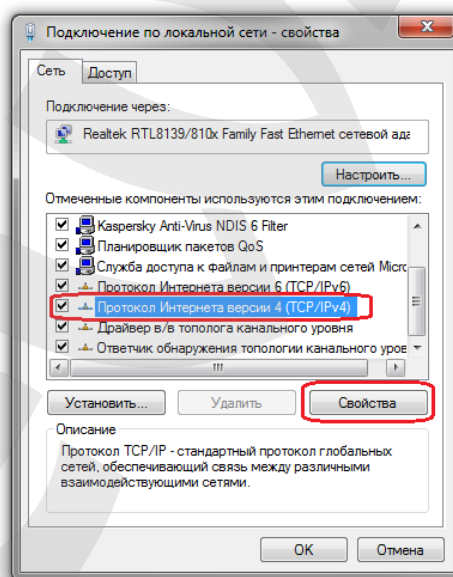 Подключение по локальной сети - свойства
Сеть Доступ
Подключение через:
Realtek RTL8139/810x Family Fast Ethernet сетевой ада
Настроить...
Отмеченные компоненты используются этим подключением:
Kaspersky Anti-Virus NDIS 6 Filter
Планировщик пакетов QoS
Служба доступа к файлам и принтерам сетей Micro
Протокол Интернета версии 6 (TCP/IPv6)
Протокол Интернета версии 4 (TCP/IPv4)
Драйвер в/в тополога канального уровня
Ответчик обнаружения топологии канального уров
Установить... Удалить Свойства
Описание
Протокол TCP/IP - стандартный протокол глобальных
сетей, обеспечивающий связь между различными
взаимодействующими сетями.
OK Отмена